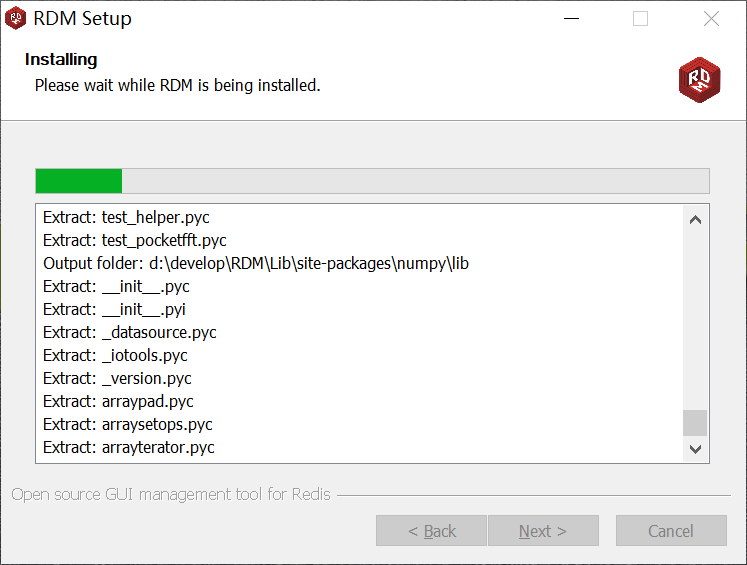 RDM Setup
Installing
Please wait while RDM is being installed.
RD
M
Extract: test_helper.pyc
Extract: test_pocketfft.pyc
Output folder: d:\develop\RDM\Lib\site-packages\numpy\lib
Extract: __init__.pyc
Extract: __init__.pyi
Extract: _datasource.pyc
Extract: _iotools.pyc
Extract: _version.pyc
Extract: arraypad.pyc
Extract: arraysetops.pyc
Extract: arrayterator.pyc
Open source GUI management tool for Redis
< Back Next > Cancel